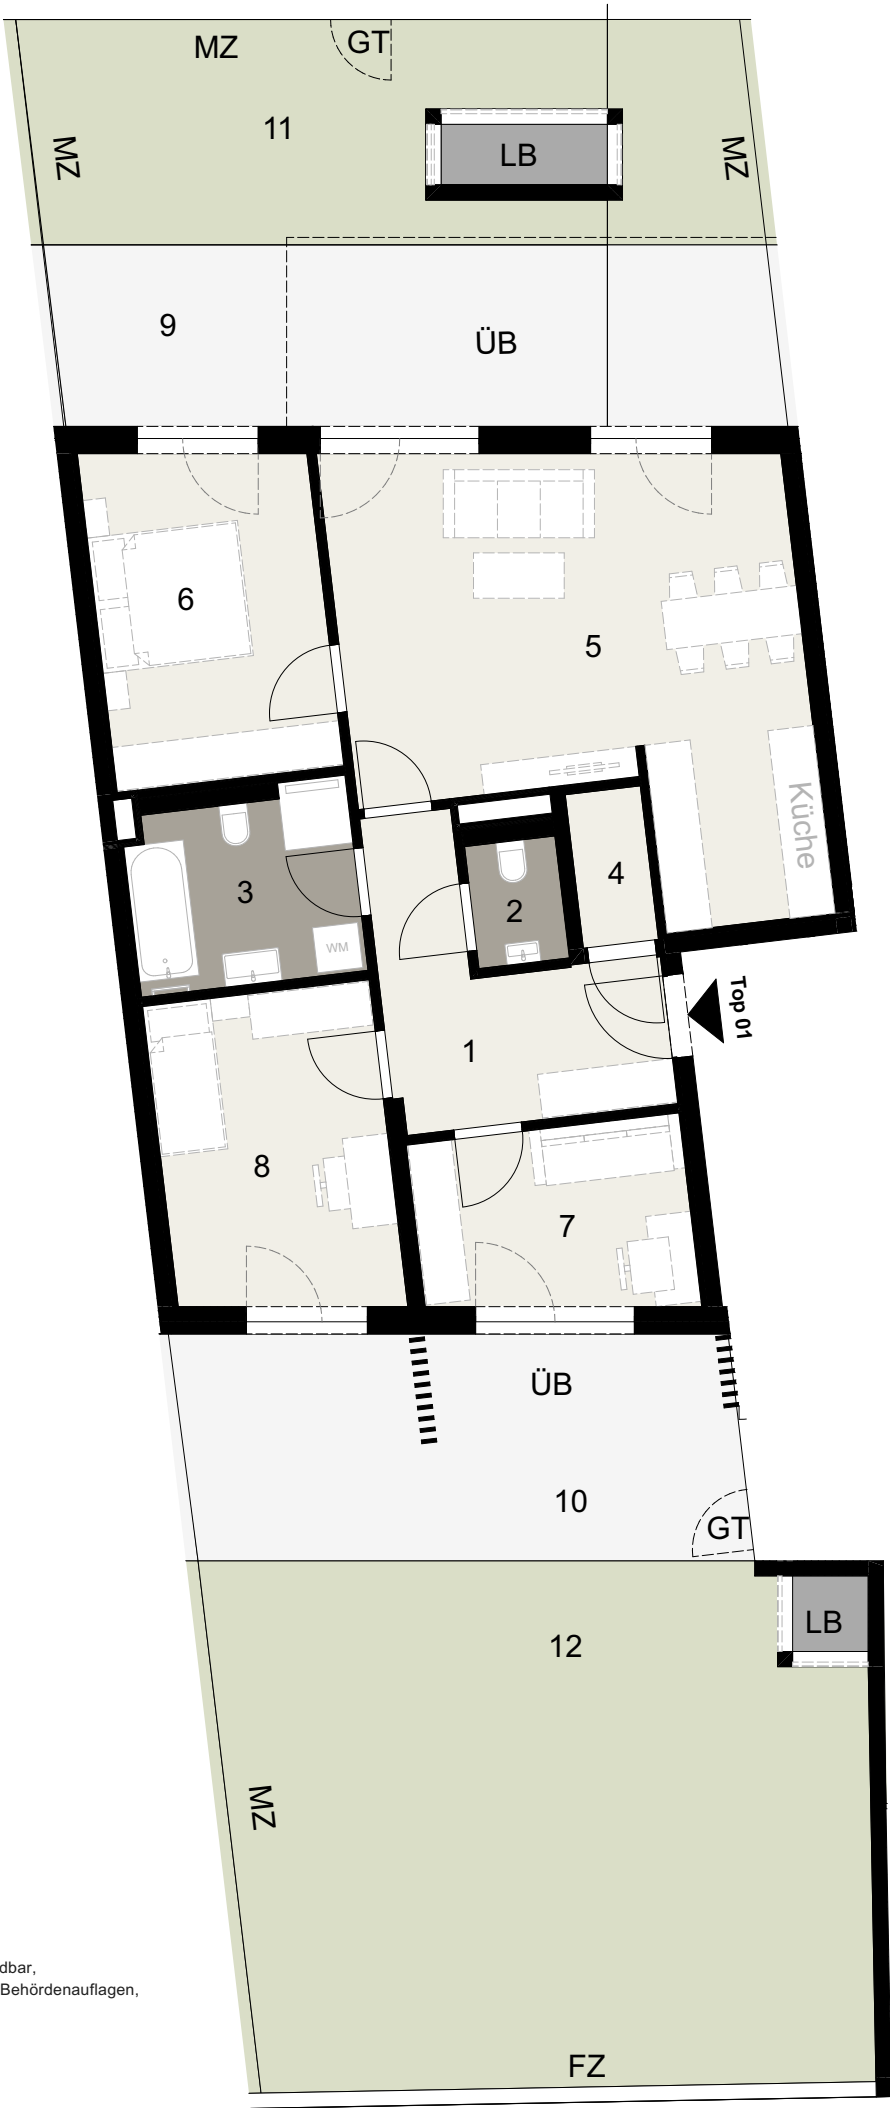 MZ
GT
11
MZ
MZ
LB
9
ÜB
6
5
Küche
3
4
2
WM
Top 01
1
8
7
ÜB
10
GT
LB
12
MZ
dbar,
Behördenauflagen,
FZ